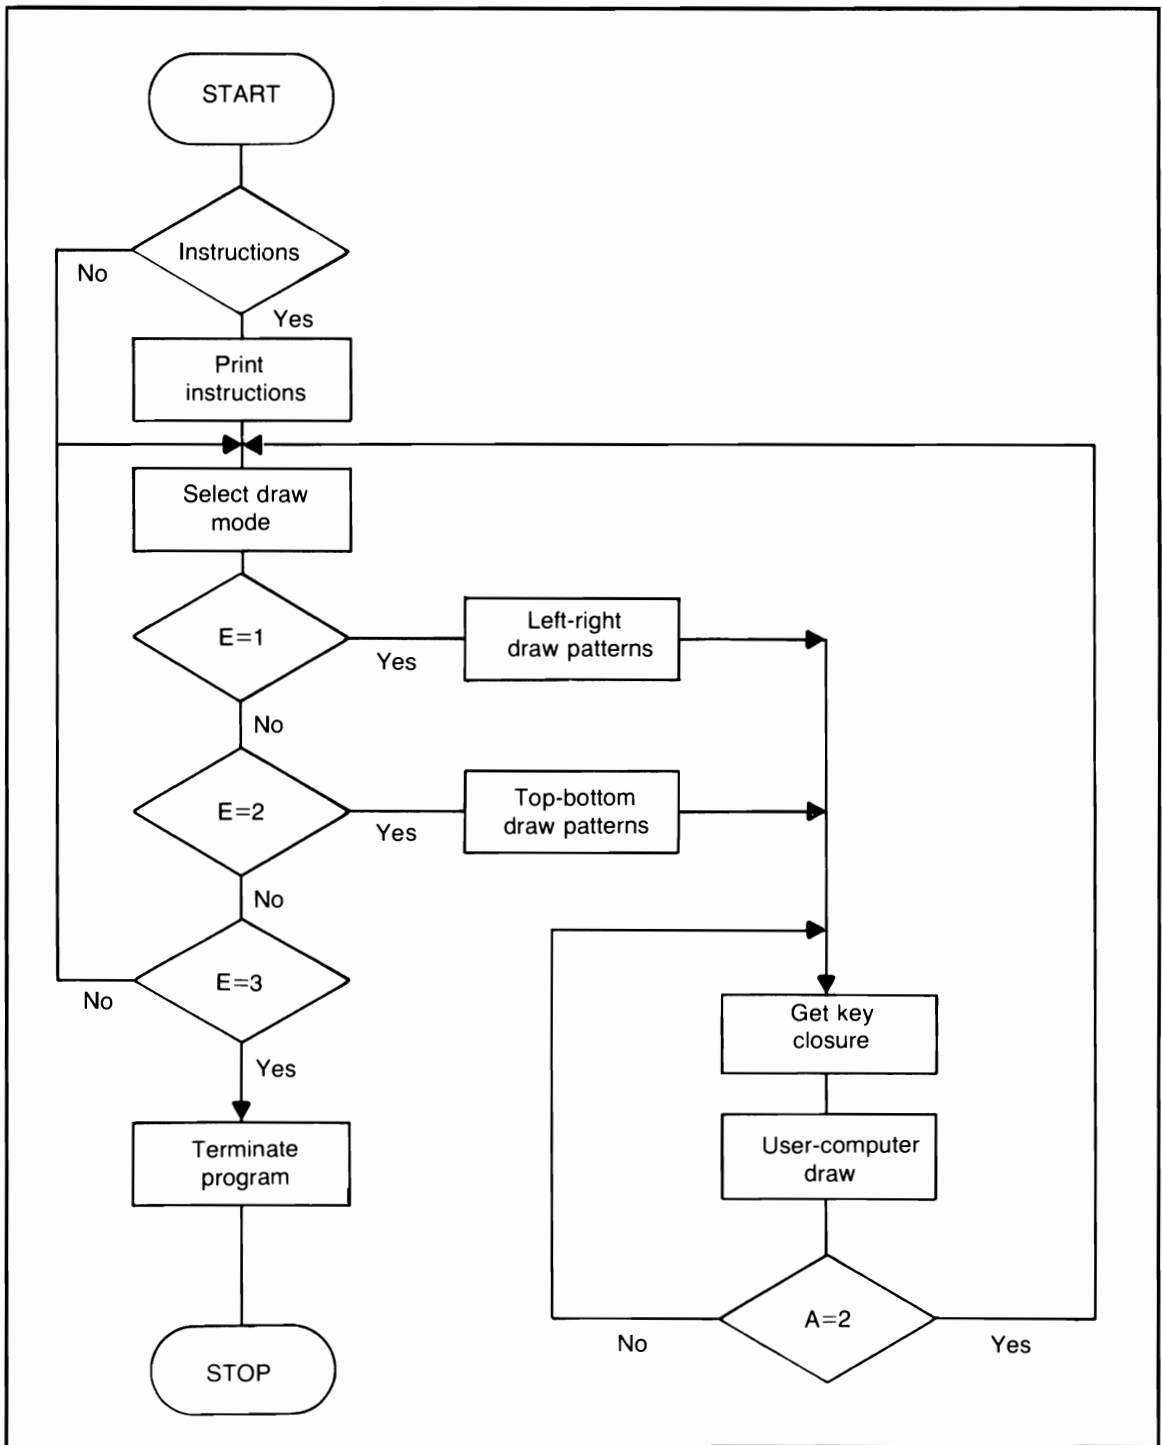 START
Instructions
No
Yes
Print
instructions
Select draw
mode
E=1
Yes
Left-right
draw patterns
No
E=2
Yes
Top-bottom
draw patterns
No
E=3
No
Yes
Get key
closure
Terminate
program
User-computer
draw
A=2
No
Yes
STOP